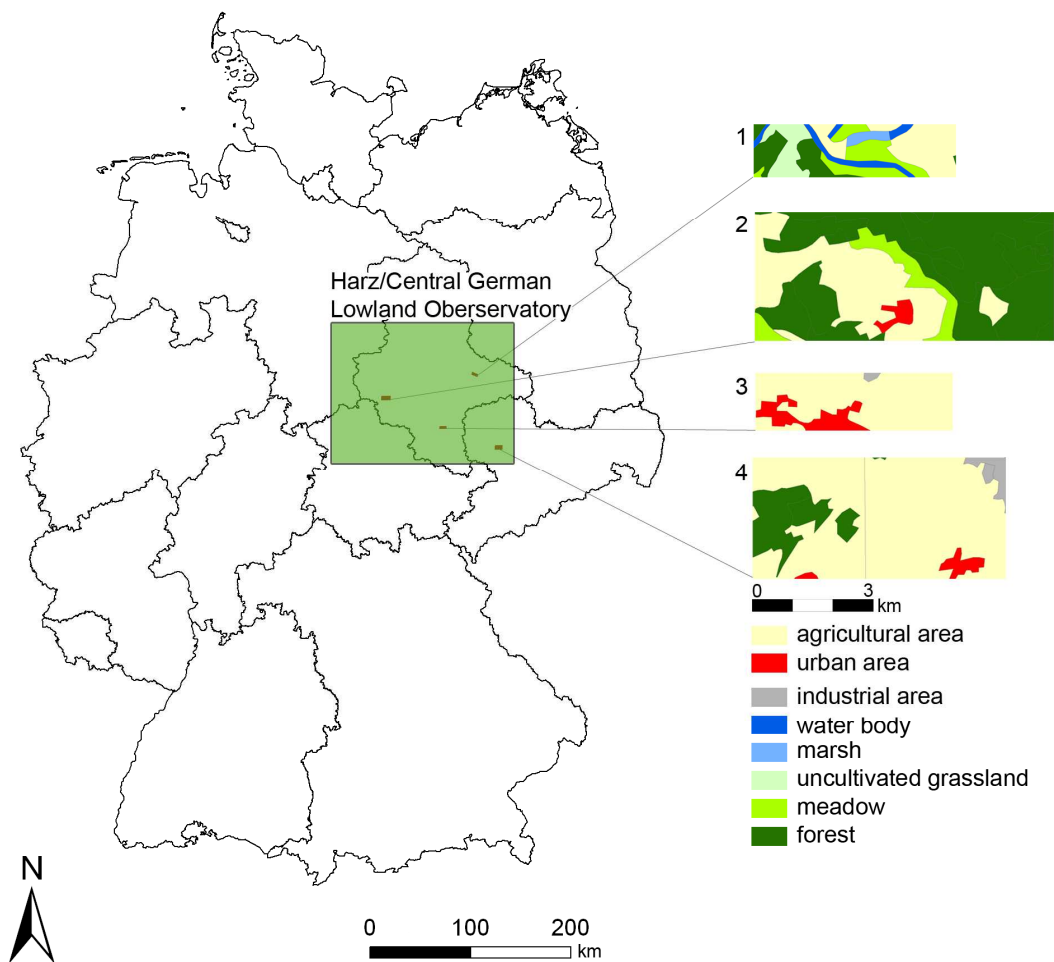 Harz/Central German
Lowland Oberservatory
1
2
3
4
0 3
km
agricultural area
urban area
industrial area
water body
marsh
uncultivated grassland
meadow
forest
N
0 100 200
km